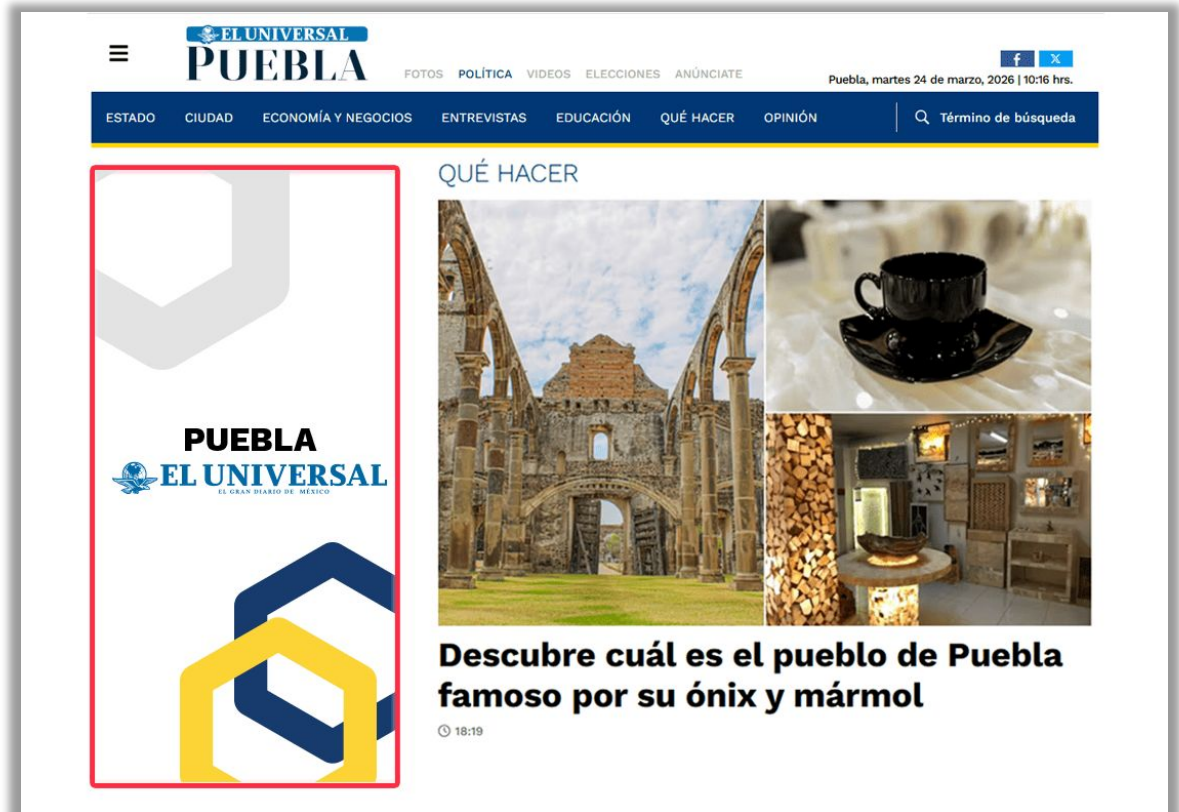 EL UNIVERSAL
PUEBLA
FOTOS POLÍTICA VIDEOS ELECCIONES ANÚNCIATE
f X
Puebla, martes 24 de marzo, 2026 | 10:16 hrs.
ESTADO CIUDAD ECONOMÍA Y NEGOCIOS ENTREVISTAS EDUCACIÓN QUÉ HACER OPINIÓN Término de búsqueda
QUÉ HACER
PUEBLA
EL UNIVERSAL
EL GRAN DIARIO DE MÉXICO
Descubre cuál es el pueblo de Puebla
famoso por su ónix y mármol
18:19